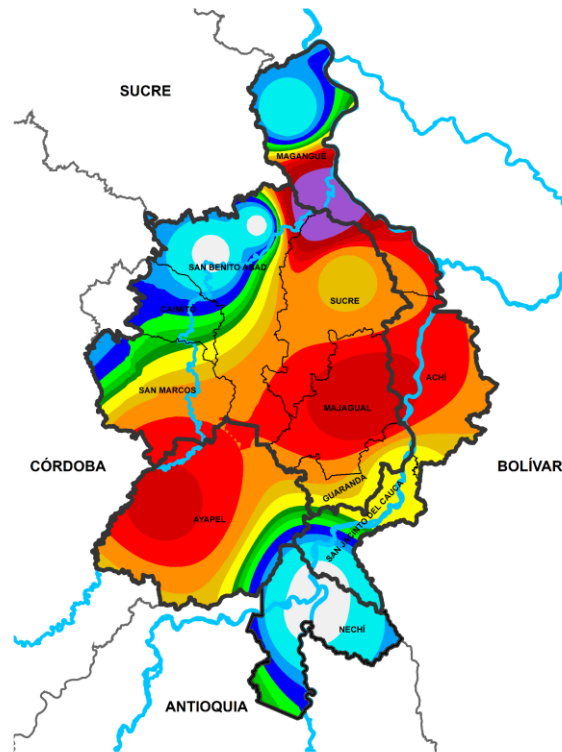 SUCRE
MAGANGUE
SAN BENITO ABAD
CAIMITO
SUCRE
SAN MARCOS
ACHÍ
MAJAGUAL
CÓRDOBA
BOLÍVAR
GUARANDA
AYAPEL
SAN JACINTO DEL CAUCA
NECHÍ
ANTIOQUIA